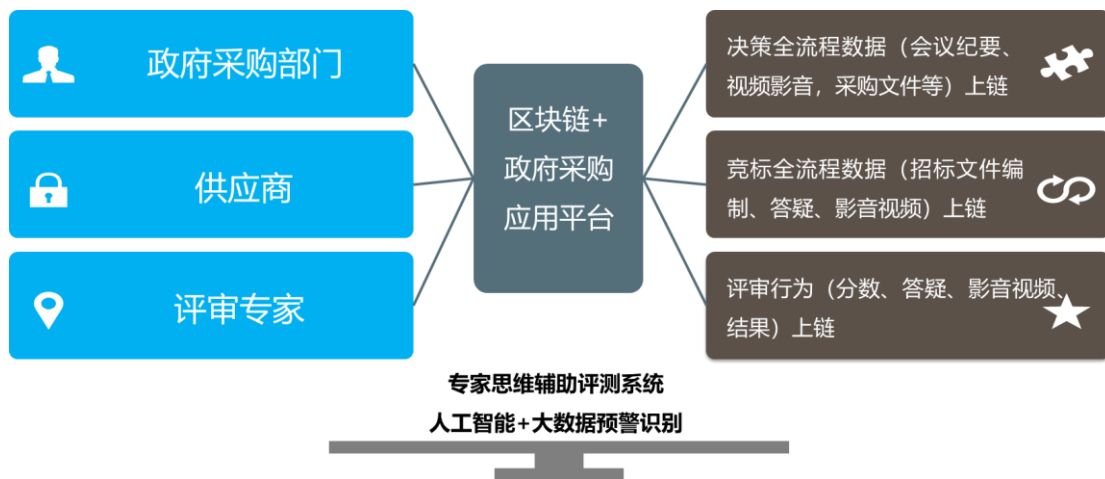 政府采购部门
供应商
评审专家
区块链+
政府采购
应用平台
决策全流程数据（会议纪要、
视频影音，采购文件等）上链
竞标全流程数据（招标文件编
制、答疑、影音视频）上链
评审行为（分数、答疑、影音视频、
结果）上链
专家思维辅助评测系统
人工智能+大数据预警识别